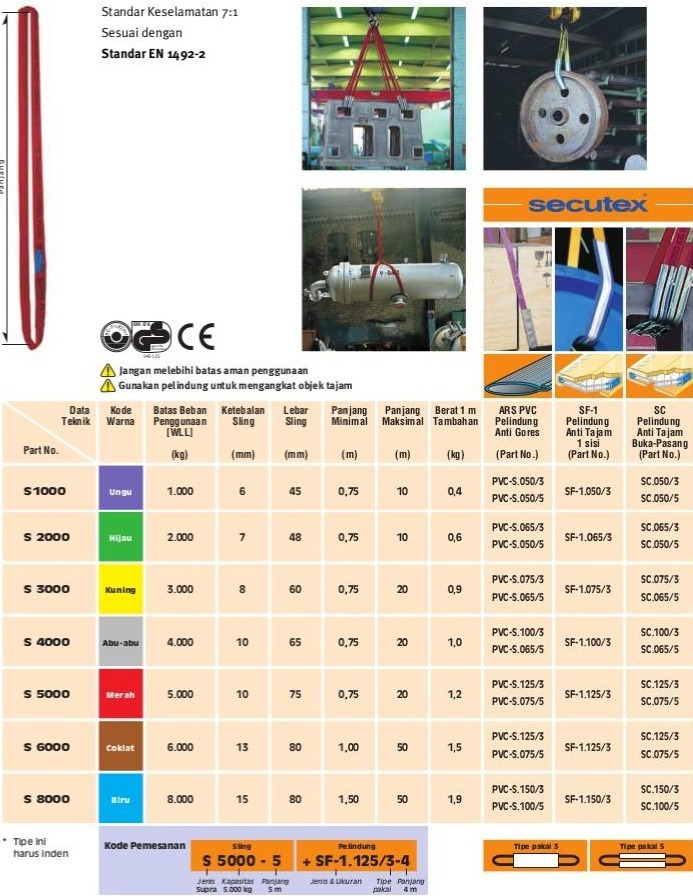 Standar Keselamatan 7:1
Sesuai dengan
Standar EN 1492-2
Panjang
secutex
Jangan melebihi batas aman penggunaan
Gunakan pelindung untuk mengangkat objek tajam
Data Teknik
Part No.
Kode Warna
Batas Beban Penggunaan [WLL] (kg)
Ketebalan Sling (mm)
Lebar Sling (mm)
Panjang Minimal (m)
Panjang Maksimal (m)
Berat 1 m Tambahan (kg)
ARS PVC Pelindung Anti Gores (Part No.)
SF-1 Pelindung Anti Tajam 1 sisi (Part No.)
SC Pelindung Anti Tajam Buka-Pasang (Part No.)
S 1000 Ungu 1.000 6 45 0,75 10 0,4 PVC-S.050/3 PVC-S.050/5 SF-1.050/3 SC.050/3 SC.050/5
S 2000 Hijau 2.000 7 48 0,75 10 0,6 PVC-S.065/3 PVC-S.050/5 SF-1.065/3 SC.065/3 SC.050/5
S 3000 Kuning 3.000 8 60 0,75 20 0,9 PVC-S.075/3 PVC-S.065/5 SF-1.075/3 SC.075/3 SC.065/5
S 4000 Abu-abu 4.000 10 65 0,75 20 1,0 PVC-S.100/3 PVC-S.065/5 SF-1.100/3 SC.100/3 SC.065/5
S 5000 Merah 5.000 10 75 0,75 20 1,2 PVC-S.125/3 PVC-S.075/5 SF-1.125/3 SC.125/3 SC.075/5
S 6000 Coklat 6.000 13 80 1,00 50 1,5 PVC-S.125/3 PVC-S.075/5 SF-1.125/3 SC.125/3 SC.075/5
S 8000 Biru 8.000 15 80 1,50 50 1,9 PVC-S.150/3 PVC-S.100/5 SF-1.150/3 SC.150/3 SC.100/5
* Tipe ini
harus inden
Kode Pemesanan
Sling
S 5000 - 5
Jenis Supra
Kapasitas 5.000 kg
Panjang 5 m
Pelindung
+ SF-1.125/3-4
Jenis & Ukuran
Tipe pakai
Panjang 4 m
Tipe pakai 3
Tipe pakai 5